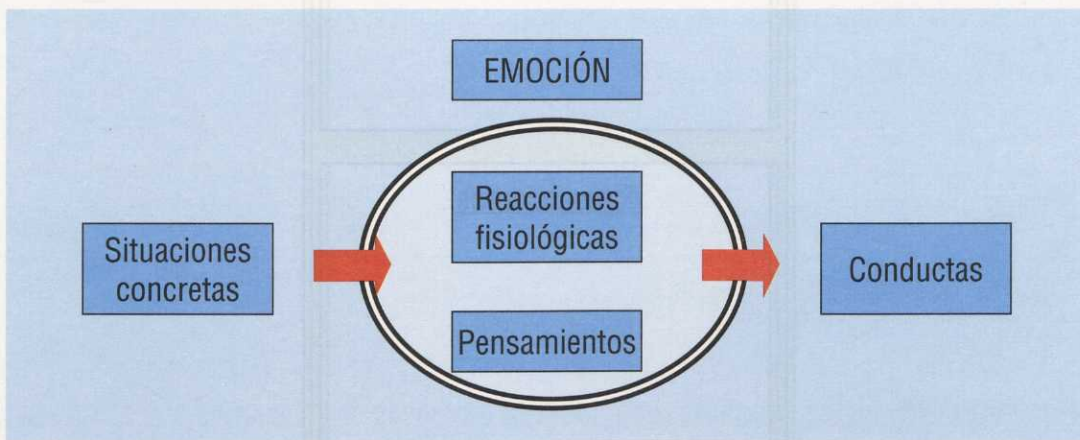 EMOCIÓN
Reacciones
fisiológicas
Situaciones
concretas
Conductas
Pensamientos